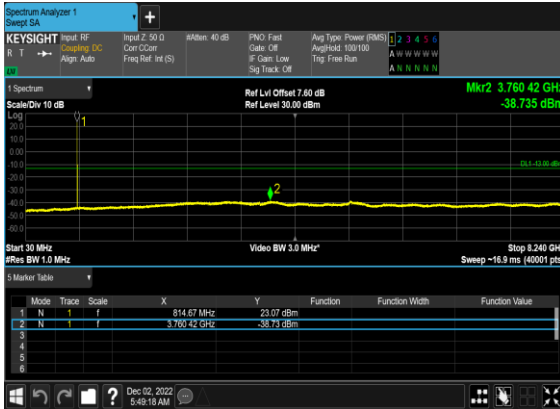 Spectrum Analyzer 1
Swept SA
+
KEYSIGHT Input: RF Input Z: 50 Ω #Atten: 40 dB PNO: Fast Avg Type: Power (RMS) 1 2 3 4 5 6
R T Coupling: DC Corr CCorr Gate: Off Avg|Hold: 100/100 A W W W W W
Align: Auto Freq Ref: Int (S) IF Gain: Low Trig: Free Run
Sig Track: Off A N N N N N
1 Spectrum
Scale/Div 10 dB
Ref Lvl Offset 7.60 dB
Ref Level 30.00 dBm
Mkr2 3.760 42 GHz
-38.735 dBm
Log
20.0
10.0
0.00
-10.0
-20.0
-30.0
-40.0
-50.0
-60.0
1
2
DL1 -13.00 dBm
Start 30 MHz Video BW 3.0 MHz* Stop 8.240 GH
#Res BW 1.0 MHz Sweep ~16.9 ms (40001 pts
5 Marker Table
Mode Trace Scale X Y Function Function Width Function Value
1 N 1 f 814.67 MHz 23.07 dBm
2 N 1 f 3.760 42 GHz -38.73 dBm
3
4
5
6
?
Dec 02, 2022
5:49:18 AM